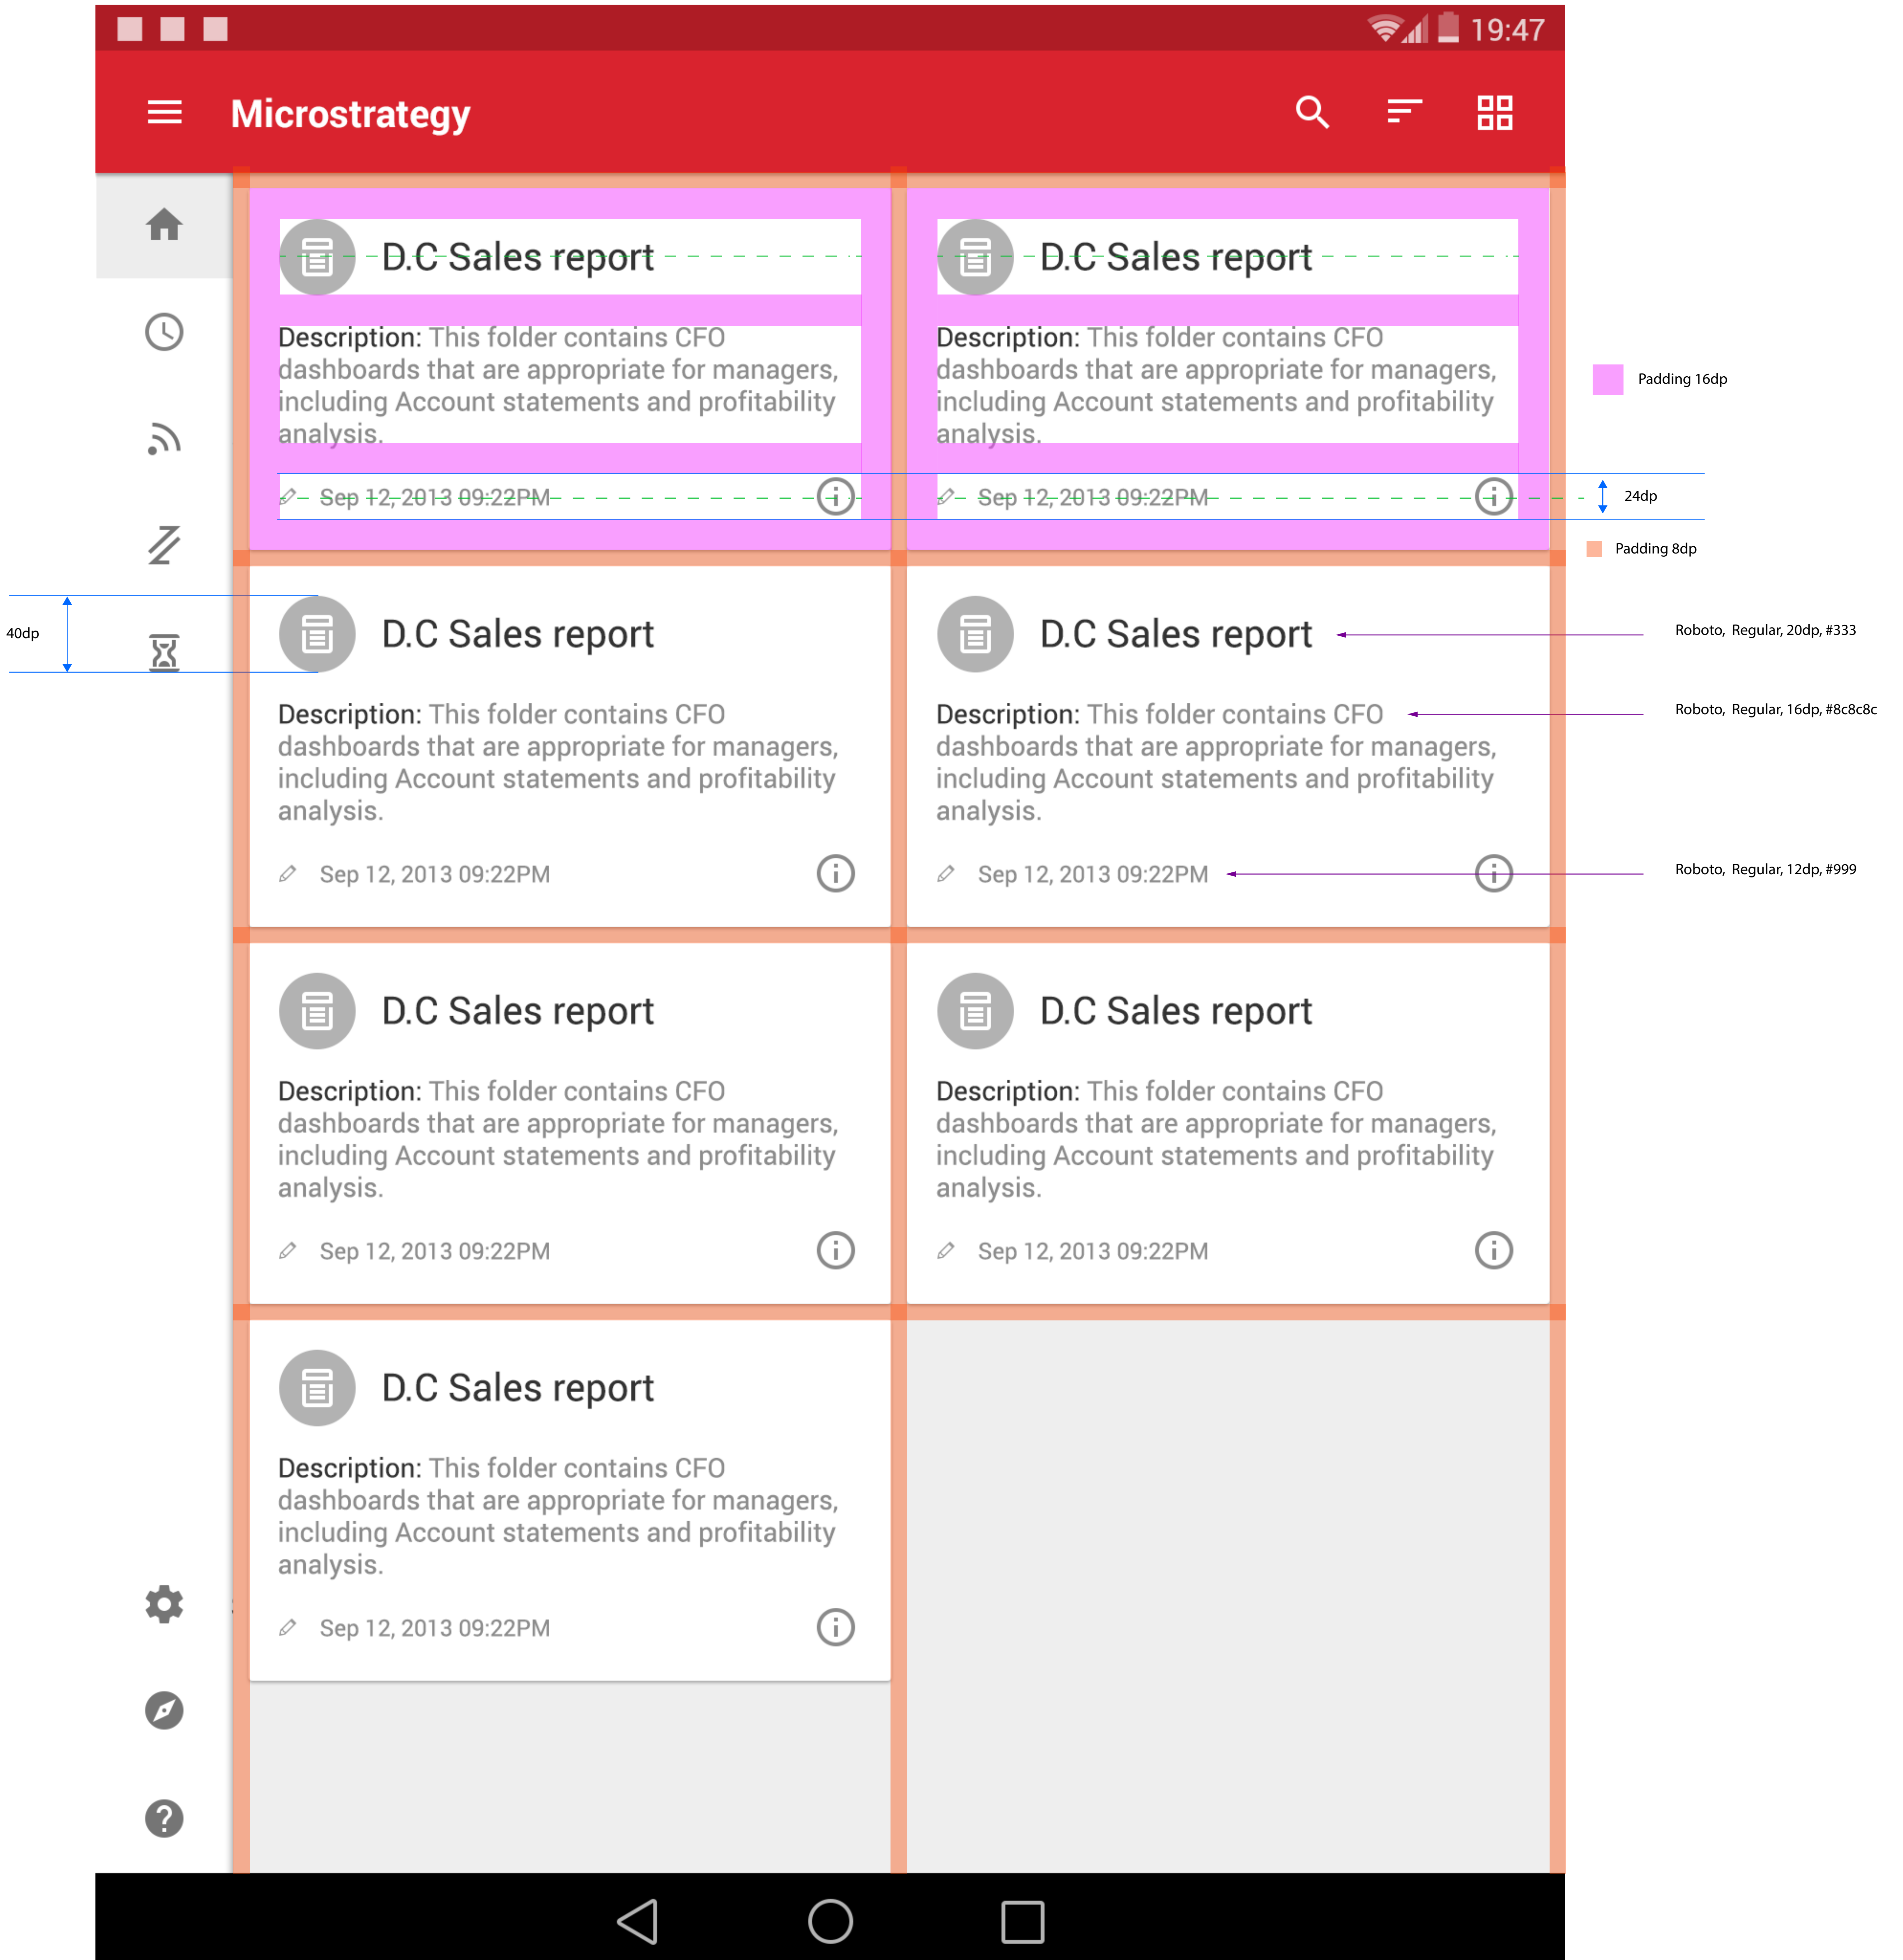 19:47
Microstrategy
D.C Sales report
Description: This folder contains CFO
dashboards that are appropriate for managers,
including Account statements and profitability
analysis.
Sep 12, 2013 09:22PM
D.C Sales report
Description: This folder contains CFO
dashboards that are appropriate for managers,
including Account statements and profitability
analysis.
Sep 12, 2013 09:22PM
Padding 16dp
24dp
Padding 8dp
40dp
D.C Sales report
Description: This folder contains CFO
dashboards that are appropriate for managers,
including Account statements and profitability
analysis.
Sep 12, 2013 09:22PM
D.C Sales report
Description: This folder contains CFO
dashboards that are appropriate for managers,
including Account statements and profitability
analysis.
Sep 12, 2013 09:22PM
Roboto, Regular, 20dp, #333
Roboto, Regular, 16dp, #8c8c8c
Roboto, Regular, 12dp, #999
D.C Sales report
Description: This folder contains CFO
dashboards that are appropriate for managers,
including Account statements and profitability
analysis.
Sep 12, 2013 09:22PM
D.C Sales report
Description: This folder contains CFO
dashboards that are appropriate for managers,
including Account statements and profitability
analysis.
Sep 12, 2013 09:22PM
D.C Sales report
Description: This folder contains CFO
dashboards that are appropriate for managers,
including Account statements and profitability
analysis.
Sep 12, 2013 09:22PM